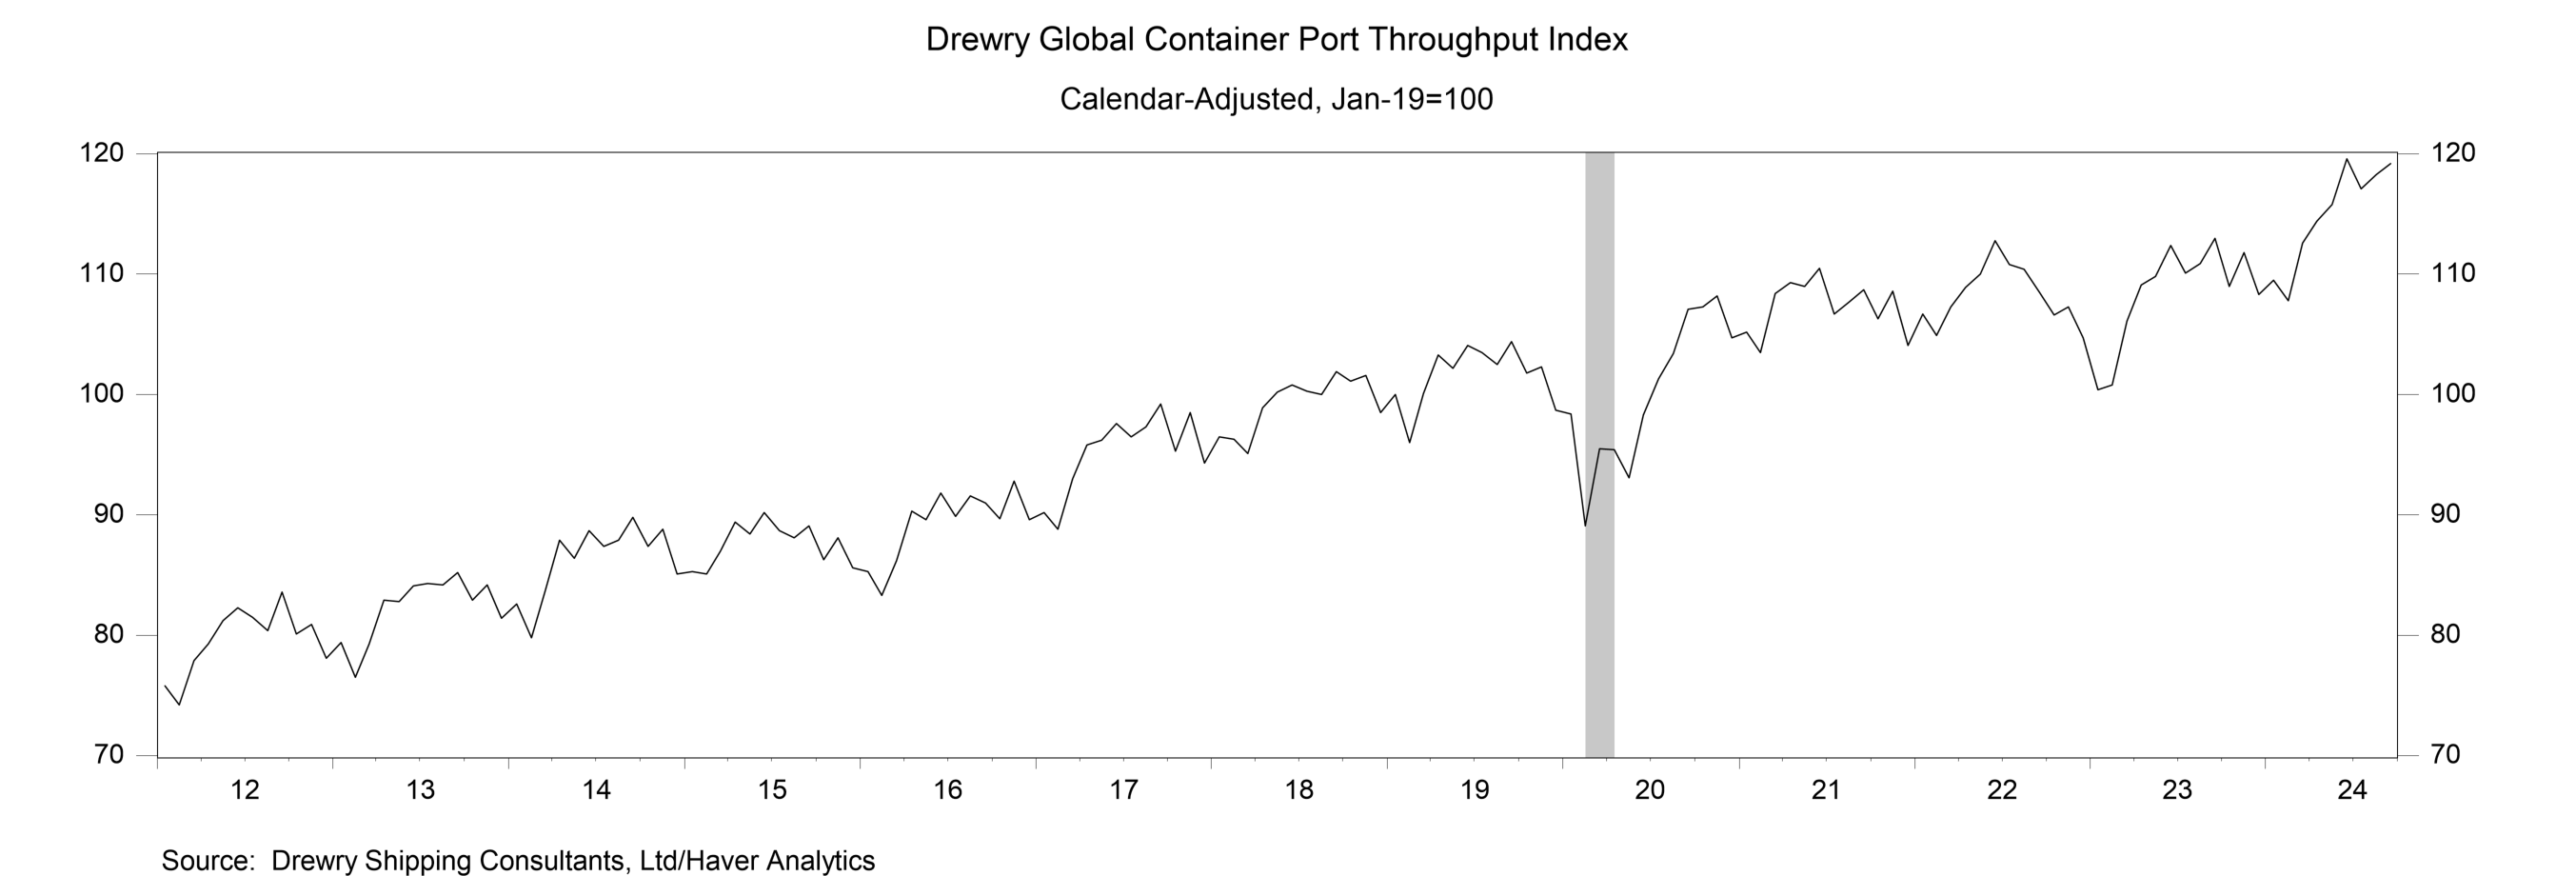 Drewry Global Container Port Throughput Index
Calendar-Adjusted, Jan-19=100
120 120
110 110
100 100
90 90
80 80
70 70
12 13 14 15 16 17 18 19 20 21 22 23 24
Source: Drewry Shipping Consultants, Ltd/Haver Analytics